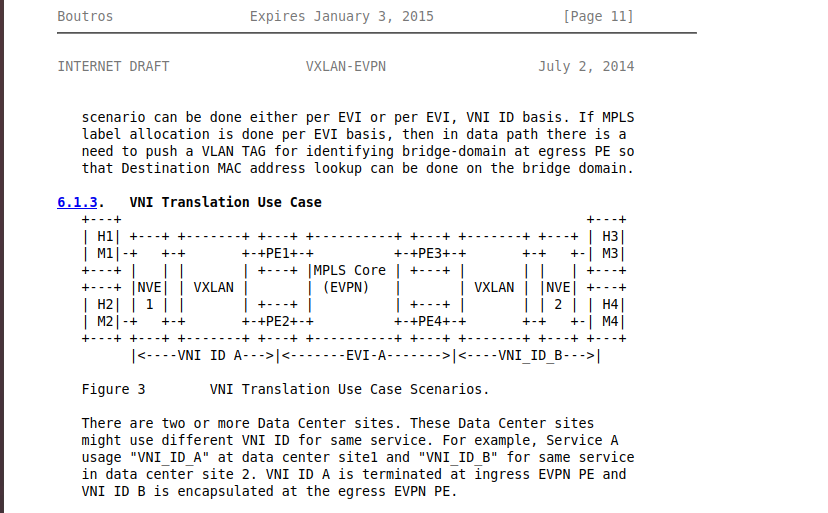 Boutros                 Expires January 3, 2015                [Page 11]
INTERNET DRAFT                 VXLAN-EVPN                   July 2, 2014
   scenario can be done either per EVI or per EVI, VNI ID basis. If MPLS
   label allocation is done per EVI basis, then in data path there is a
   need to push a VLAN TAG for identifying bridge-domain at egress PE so
   that Destination MAC address lookup can be done on the bridge domain.
6.1.3.   VNI Translation Use Case
   +---+                                                          +---+
   | H1| +---+ +-------+ +---+ +----------+ +---+ +-------+ +---+ | H3|
   | M1|-+   +-+       +-+PE1+-+          +-+PE3+-+       +-+   +-| M3|
   +---+ |   | |       | +---+ |MPLS Core | +---+ |       | |   | +---+
   +---+ |NVE| | VXLAN |       | (EVPN)   |       | VXLAN | |NVE| +---+
   | H2| | 1 | |       | +---+ |          | +---+ |       | | 2 | | H4|
   | M2|-+   +-+       +-+PE2+-+          +-+PE4+-+       +-+   +-| M4|
   +---+ +---+ +-------+ +---+ +----------+ +---+ +-------+ +---+ +---+
         |<----VNI ID A--->|<-------EVI-A------->|<----VNI_ID_B--->|
   Figure 3        VNI Translation Use Case Scenarios.
   There are two or more Data Center sites. These Data Center sites
   might use different VNI ID for same service. For example, Service A
   usage "VNI_ID_A" at data center site1 and "VNI_ID_B" for same service
   in data center site 2. VNI ID A is terminated at ingress EVPN PE and
   VNI ID B is encapsulated at the egress EVPN PE.